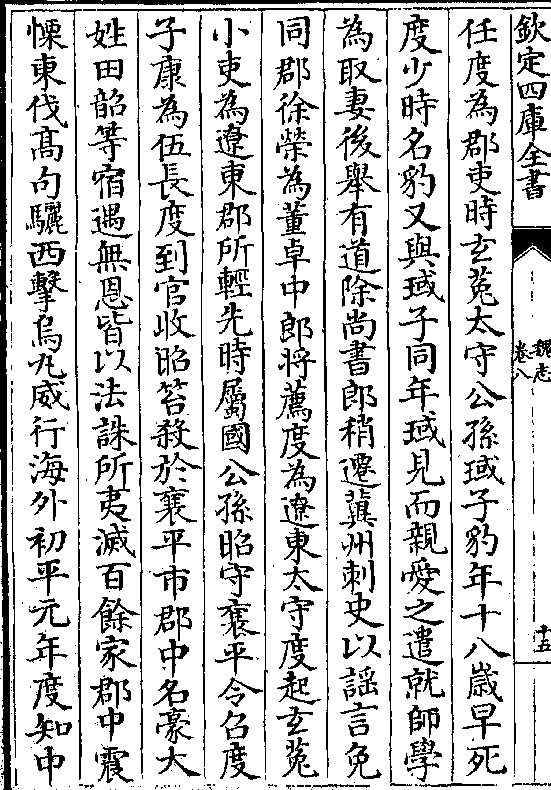 欽定四庫全書
魏志卷八
十五
任度為郡吏時玄菟太守公孫琙子豹年十八嵗早死
度少時名豹又與琙子同年琙見而親愛之遣就師學
為取妻後舉有道除尚書郎稍遷冀州刺史以謡言免
同郡徐榮為董卓中郎将薦度為遼東太守度起玄菟
小吏為遼東郡所輕先時屬國公孫昭守襄平令召度
子康為伍長度到官收昭笞殺於襄平市郡中名豪大
姓田韶等宿遇無恩皆以法誅所夷滅百餘家郡中震
慄東伐髙句驪西擊烏丸威行海外初平元年度知中